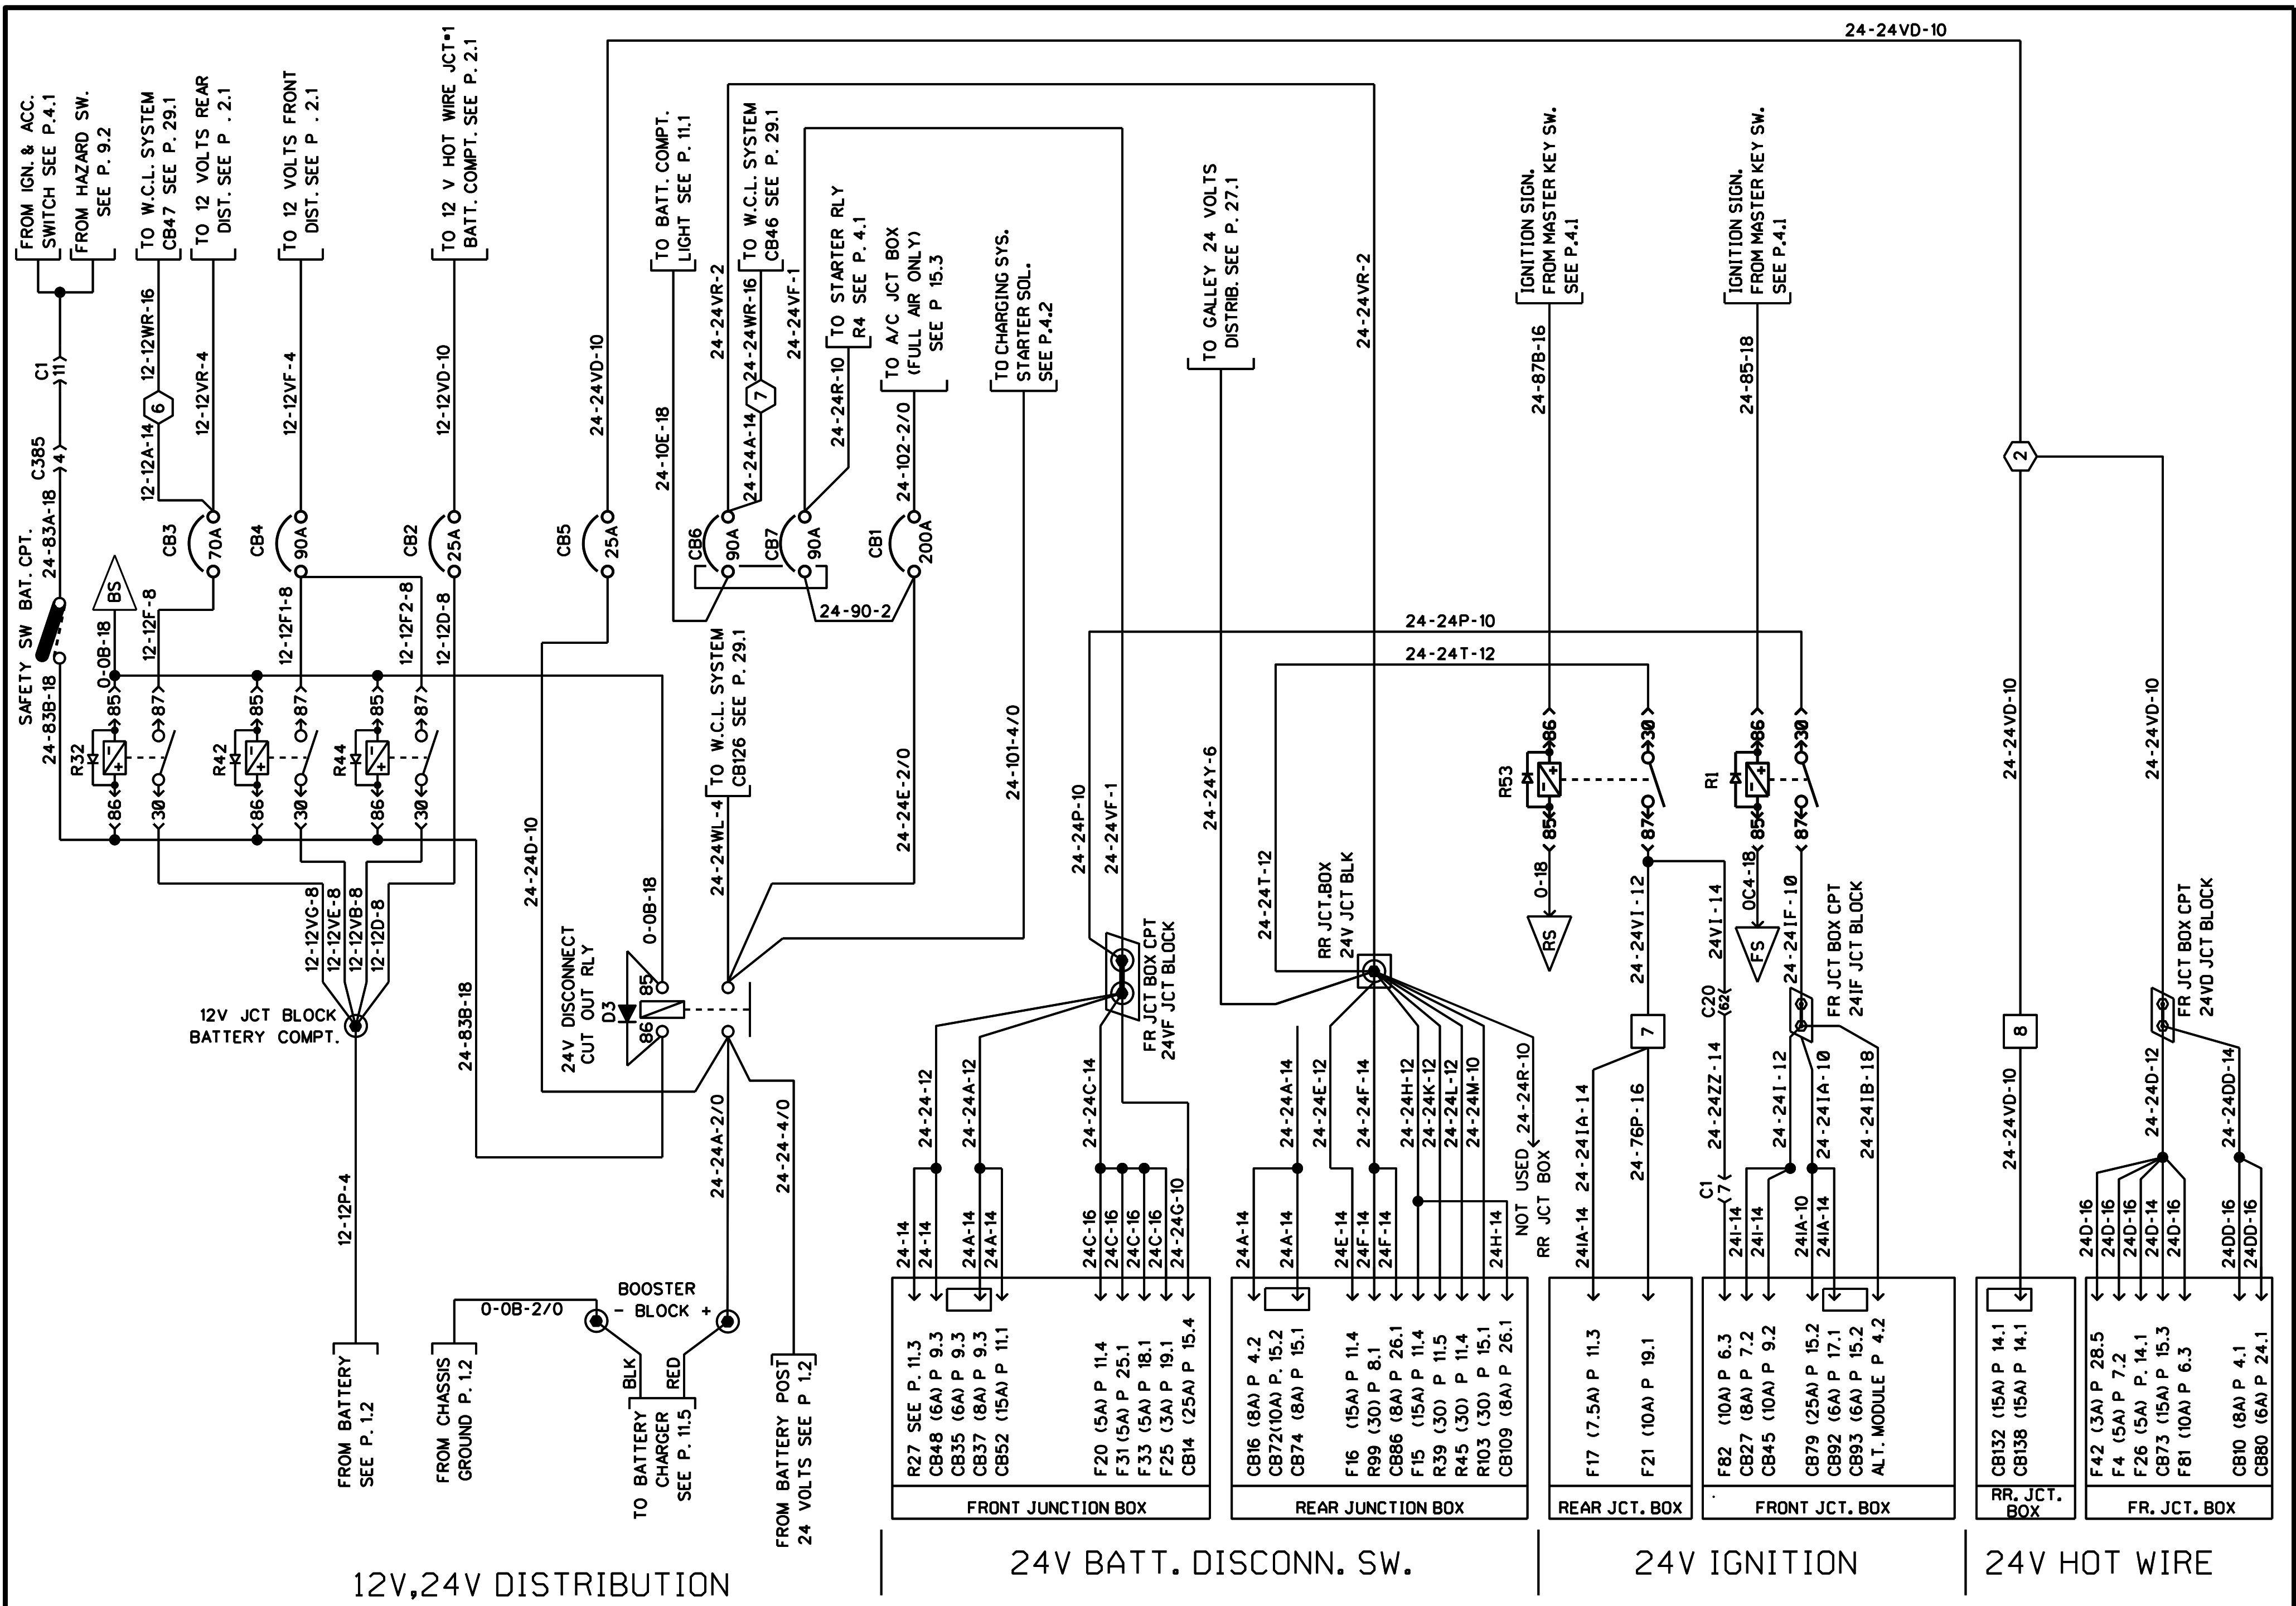 24-24VD-10
FROM IGN. & ACC.
SWITCH SEE P.4.1
FROM HAZARD SW.
SEE P. 9.2
TO W.C.L. SYSTEM
CB47 SEE P. 29.1
TO 12 VOLTS REAR
DIST. SEE P . 2.1
TO 12 VOLTS FRONT
DIST. SEE P . 2.1
TO 12 V HOT WIRE JCT•1
BATT. COMPT. SEE P. 2.1
TO BATT. COMPT.
LIGHT SEE P. 11.1
TO W.C.L. SYSTEM
CB46 SEE P. 29.1
TO STARTER RLY
R4 SEE P. 4.1
TO A/C JCT BOX
(FULL AIR ONLY)
SEE P 15.3
TO CHARGING SYS.
STARTER SOL.
SEE P.4.2
TO GALLEY 24 VOLTS
DISTRIB. SEE P. 27.1
IGNITION SIGN.
FROM MASTER KEY SW.
SEE P.4.1
IGNITION SIGN.
FROM MASTER KEY SW.
SEE P.4.1
C1
11
C385
4
24-83A-18
SAFETY SW BAT. CPT.
24-83B-18
12-12WR-16
6
12-12A-14
12-12VR-4
12-12VF-4
12-12VD-10
24-24VD-10
24-10E-18
24-24VR-2
24-24WR-16
7
24-24A-14
24-24VF-1
24-24R-10
24-102-2/0
24-24VR-2
24-87B-16
24-85-18
2
CB3
70A
CB4
90A
CB2
25A
CB5
25A
CB6
90A
CB7
90A
CB1
200A
BS
0-0B-18
12-12F-8
12-12F1-8
12-12F2-8
12-12D-8
24-90-2
24-24P-10
24-24T-12
R32
85
87
86
30
R42
85
87
86
30
R44
85
87
86
30
TO W.C.L. SYSTEM
CB126 SEE P. 29.1
24-24WL-4
24-24E-2/0
24-101-4/0
24-24P-10
24-24VF-1
24-24Y-6
24-24T-12
R53
86
30
85
87
R1
86
30
85
87
24-24VD-10
24-24VD-10
12-12VG-8
12-12VE-8
12-12VB-8
12-12D-8
12V JCT BLOCK
BATTERY COMPT.
24-24D-10
24-83B-18
24V DISCONNECT
CUT OUT RLY
D3
86
85
0-0B-18
FR JCT BOX CPT
24VF JCT BLOCK
RR JCT.BOX
24V JCT BLK
0-18
RS
24-24VI-12
24VI-14
OC4-18
FS
24-24IF-10
FR JCT BOX CPT
24IF JCT BLOCK
FR JCT BOX CPT
24VD JCT BLOCK
C20
62
7
8
12-12P-4
24-24A-2/0
24-24-4/0
24-24-12
24-24A-12
24-24C-14
24-24A-14
24-24E-12
24-24F-14
24-24H-12
24-24K-12
24-24L-12
24-24M-10
24-24R-10
NOT USED
RR JCT BOX
24-24IA-14
24-76P-16
24-24ZZ-14
C1
7
24-24I-12
24-24IA-10
24-24IB-18
24-24VD-10
24-24D-12
24-24DD-14
24-14
24-14
24A-14
24A-14
24C-16
24C-16
24C-16
24C-16
24-24G-10
24A-14
24A-14
24E-14
24F-14
24F-14
24H-14
24IA-14
24I-14
24I-14
24IA-10
24IA-14
24D-16
24D-16
24D-16
24D-14
24D-16
24DD-16
24DD-16
BOOSTER
- BLOCK +
0-0B-2/0
BLK
RED
FROM BATTERY
SEE P. 1.2
FROM CHASSIS
GROUND P. 1.2
TO BATTERY
CHARGER
SEE P. 11.5
FROM BATTERY POST
24 VOLTS SEE P 1.2
R27 SEE P. 11.3
CB48 (6A) P 9.3
CB35 (6A) P 9.3
CB37 (8A) P 9.3
CB52 (15A) P 11.1
F20 (5A) P 11.4
F31 (5A) P 25.1
F33 (5A) P 18.1
F25 (3A) P 19.1
CB14 (25A) P 15.4
FRONT JUNCTION BOX
CB16 (8A) P 4.2
CB72(10A) P. 15.2
CB74 (8A) P 15.1
F16 (15A) P 11.4
R99 (30) P 8.1
CB86 (8A) P 26.1
F15 (15A) P 11.4
R39 (30) P 11.5
R45 (30) P 11.4
R103 (30) P 15.1
CB109 (8A) P 26.1
REAR JUNCTION BOX
F17 (7.5A) P 11.3
F21 (10A) P 19.1
REAR JCT. BOX
F82 (10A) P 6.3
CB27 (8A) P 7.2
CB45 (10A) P 9.2
CB79 (25A) P 15.2
CB92 (6A) P 17.1
CB93 (6A) P 15.2
ALT. MODULE P 4.2
FRONT JCT. BOX
CB132 (15A) P 14.1
CB138 (15A) P 14.1
RR. JCT.
BOX
F42 (3A) P 28.5
F4 (5A) P 7.2
F26 (5A) P. 14.1
CB73 (15A) P 15.3
F81 (10A) P 6.3
CB10 (8A) P 4.1
CB80 (6A) P 24.1
FR. JCT. BOX
12V,24V DISTRIBUTION
24V BATT. DISCONN. SW.
24V IGNITION
24V HOT WIRE